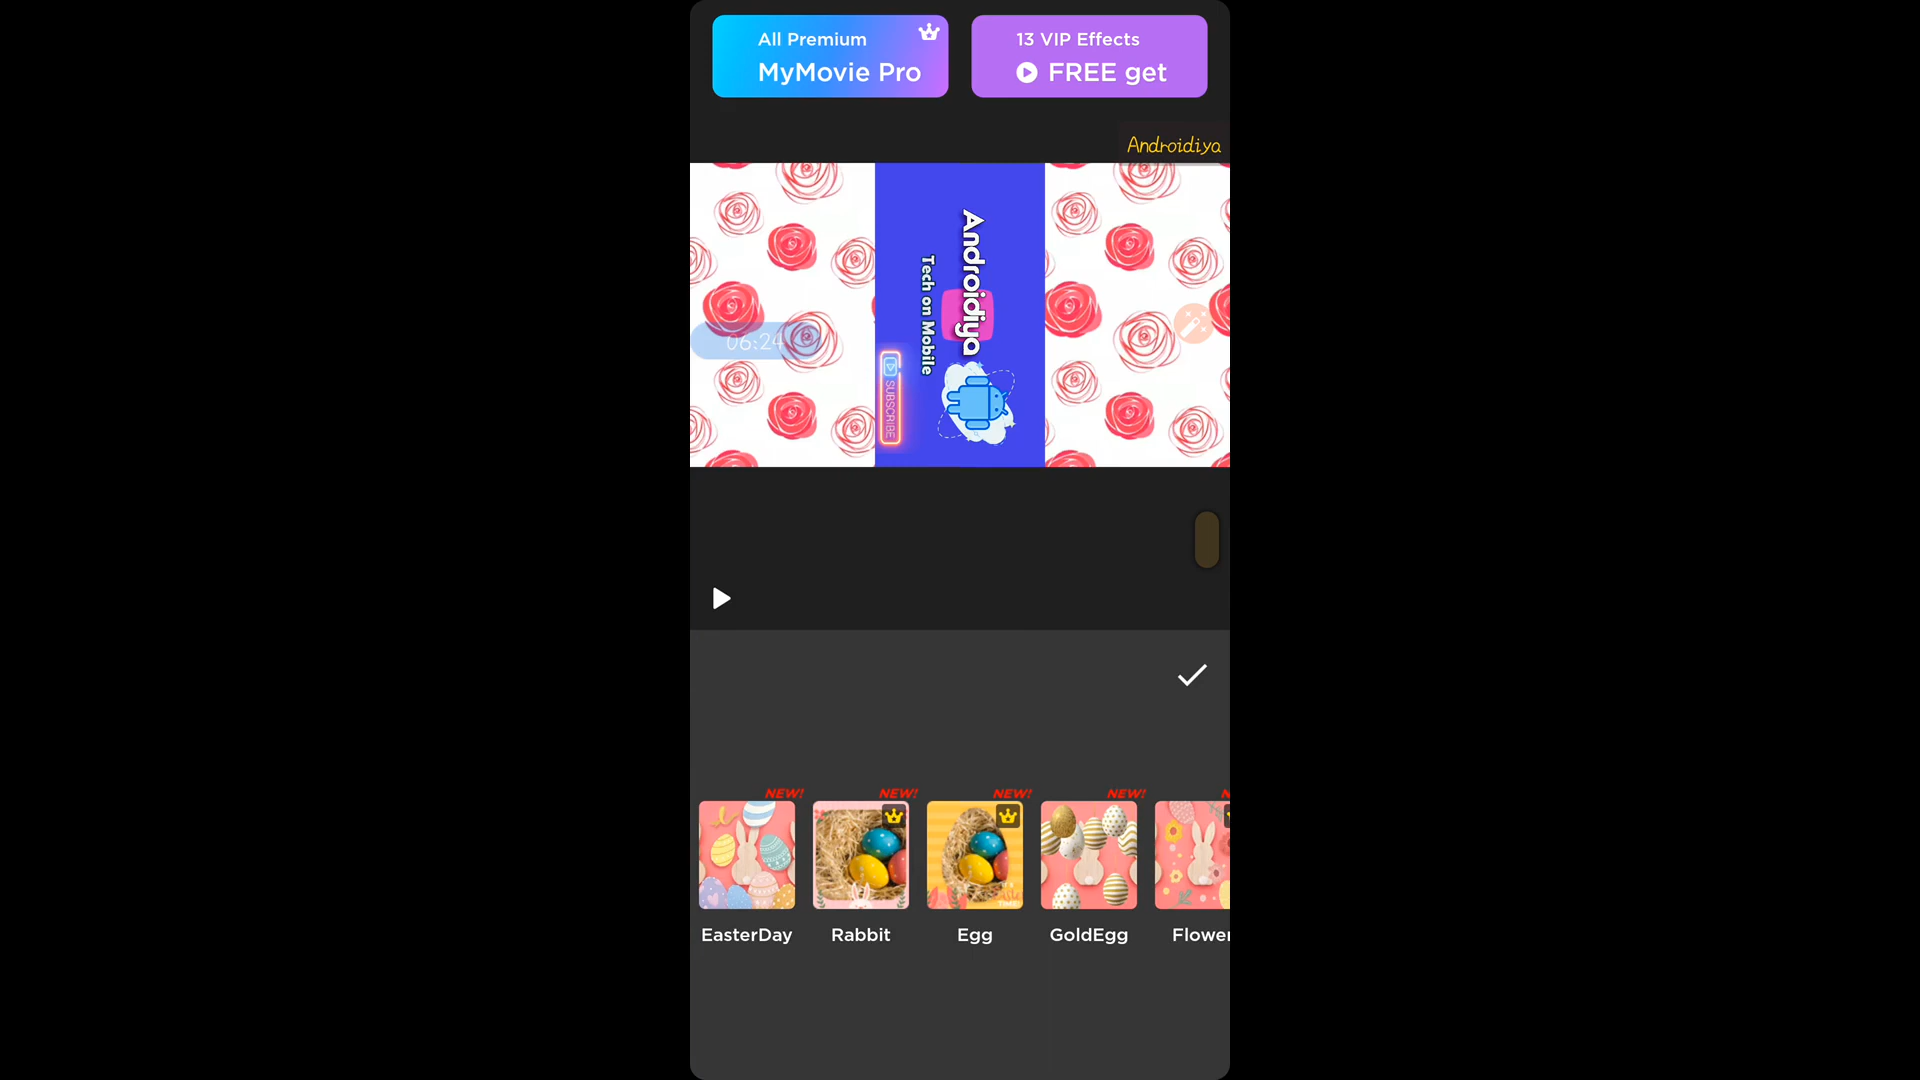 All Premium
MyMovie Pro
13 VIP Effects
FREE get
Androidiya
Androidiya
Tech on Mobile
SUBSCRIBE
06:24
NEW!
NEW!
NEW!
NEW!
EasterDay
Rabbit
Egg
GoldEgg
Flower